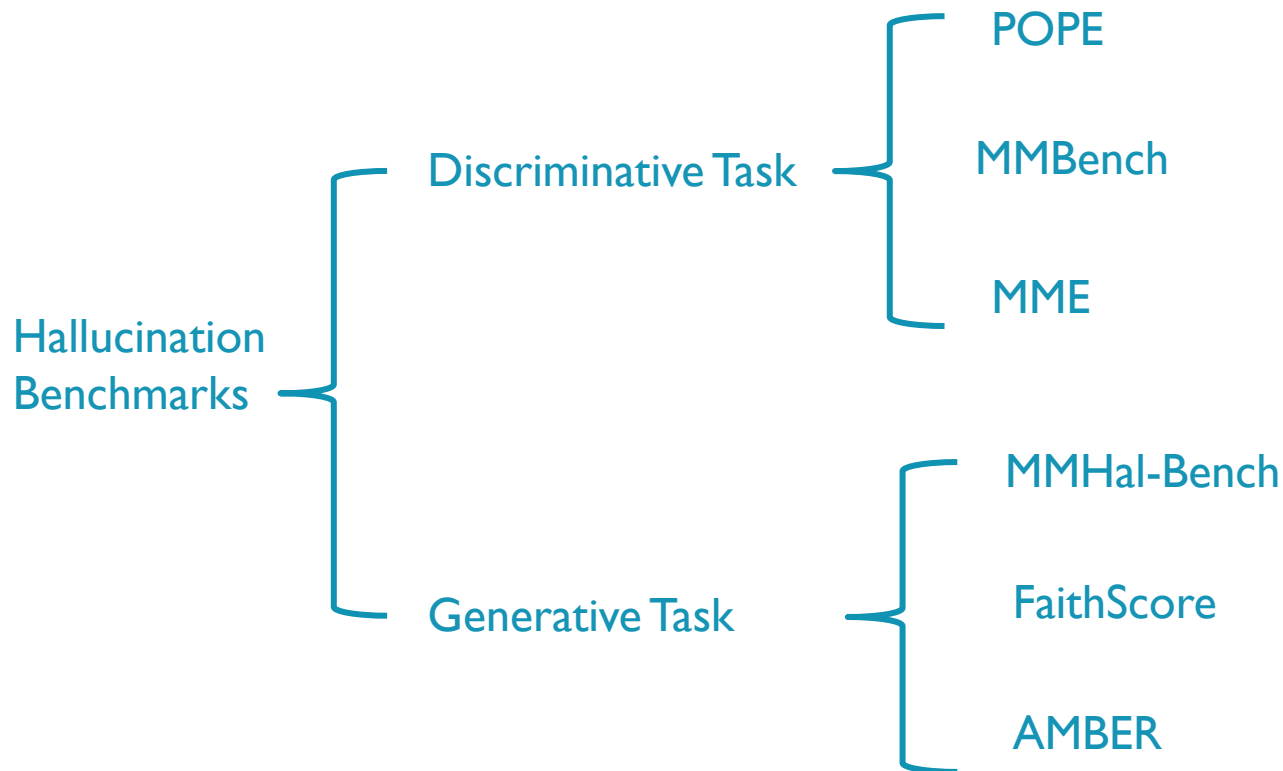 POPE
Discriminative Task
MMBench
MME
Hallucination
Benchmarks
MMHal-Bench
FaithScore
Generative Task
AMBER